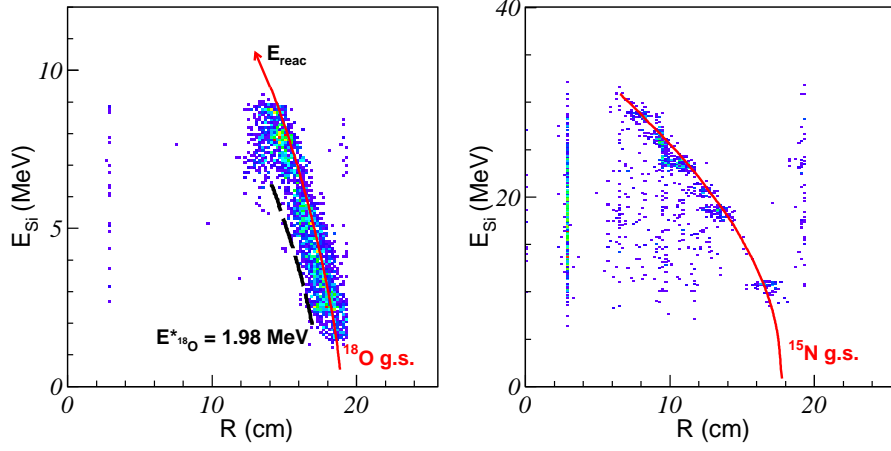 E_Si (MeV)
10
5
0
0
10
20
R (cm)
E_reac
E*_18O = 1.98 MeV
¹⁸O g.s.
E_Si (MeV)
40
20
0
0
10
20
R (cm)
¹⁵N g.s.